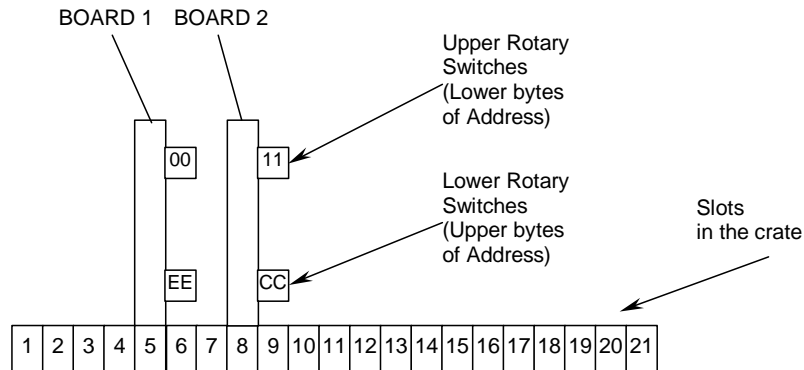 BOARD 1 BOARD 2
Upper Rotary
Switches
(Lower bytes
of Address)
00 11
Lower Rotary
Switches
(Upper bytes
of Address)
Slots
in the crate
EE CC
1 2 3 4 5 6 7 8 9 10 11 12 13 14 15 16 17 18 19 20 21